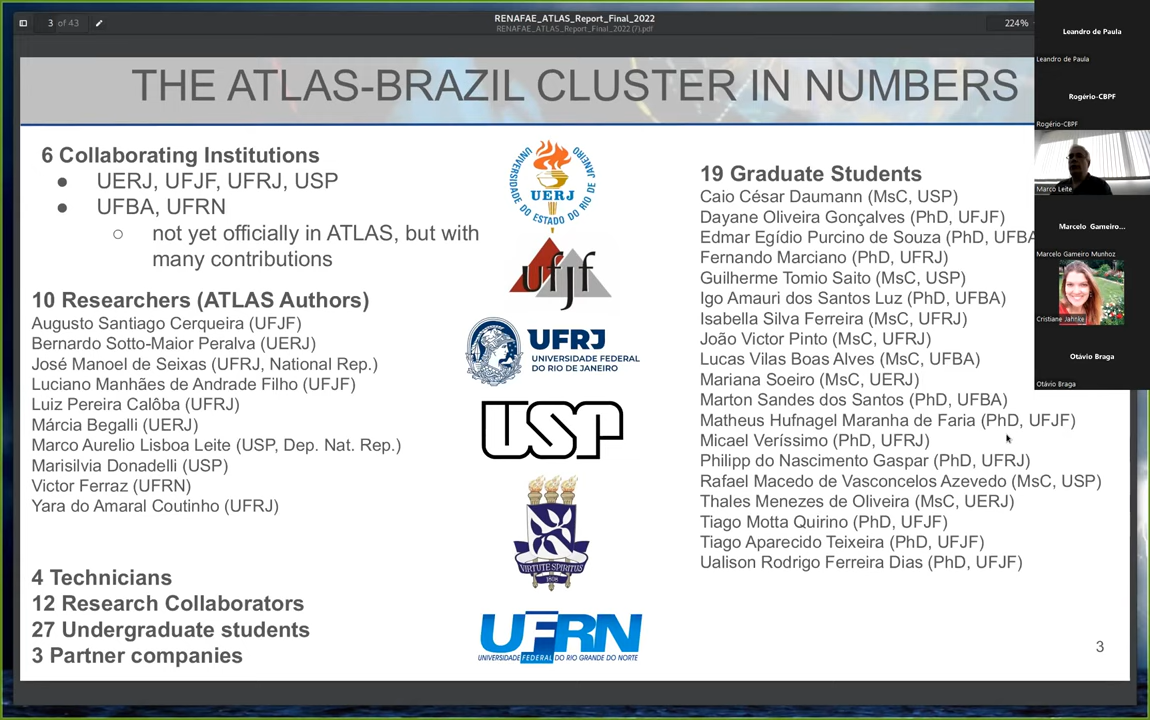 3 of 43
RENAFAE_ATLAS_Report_Final_2022
RENAFAE_ATLAS_Report_Final_2022 (7).pdf
224%
THE ATLAS-BRAZIL CLUSTER IN NUMBERS
6 Collaborating Institutions
● UERJ, UFJF, UFRJ, USP
● UFBA, UFRN
○ not yet officially in ATLAS, but with
many contributions
10 Researchers (ATLAS Authors)
Augusto Santiago Cerqueira (UFJF)
Bernardo Sotto-Maior Peralva (UERJ)
José Manoel de Seixas (UFRJ, National Rep.)
Luciano Manhães de Andrade Filho (UFJF)
Luiz Pereira Calôba (UFRJ)
Márcia Begalli (UERJ)
Marco Aurelio Lisboa Leite (USP, Dep. Nat. Rep.)
Marisilvia Donadelli (USP)
Victor Ferraz (UFRN)
Yara do Amaral Coutinho (UFRJ)
4 Technicians
12 Research Collaborators
27 Undergraduate students
3 Partner companies
UNIVERSIDADE DO ESTADO DO RIO DE JANEIRO
UERJ
ufjf
UFRJ
UNIVERSIDADE FEDERAL
DO RIO DE JANEIRO
USP
VIRTUTE SPIRITUS
UFRN
UNIVERSIDADE FEDERAL DO RIO GRANDE DO NORTE
19 Graduate Students
Caio César Daumann (MsC, USP)
Dayane Oliveira Gonçalves (PhD, UFJF)
Edmar Egídio Purcino de Souza (PhD, UFBA
Fernando Marciano (PhD, UFRJ)
Guilherme Tomio Saito (MsC, USP)
Igo Amauri dos Santos Luz (PhD, UFBA)
Isabella Silva Ferreira (MsC, UFRJ)
João Victor Pinto (MsC, UFRJ)
Lucas Vilas Boas Alves (MsC, UFBA)
Mariana Soeiro (MsC, UERJ)
Marton Sandes dos Santos (PhD, UFBA)
Matheus Hufnagel Maranha de Faria (PhD, UFJF)
Micael Veríssimo (PhD, UFRJ)
Philipp do Nascimento Gaspar (PhD, UFRJ)
Rafael Macedo de Vasconcelos Azevedo (MsC, USP)
Thales Menezes de Oliveira (MsC, UERJ)
Tiago Motta Quirino (PhD, UFJF)
Tiago Aparecido Teixeira (PhD, UFJF)
Ualison Rodrigo Ferreira Dias (PhD, UFJF)
3
Leandro de Paula
Leandro de Paula
Rogério-CBPF
Rogério-CBPF
Marco Leite
Marcelo Gameiro...
Marcelo Gameiro Munhoz
Cristiane Jahnke
Otávio Braga
Otávio Braga